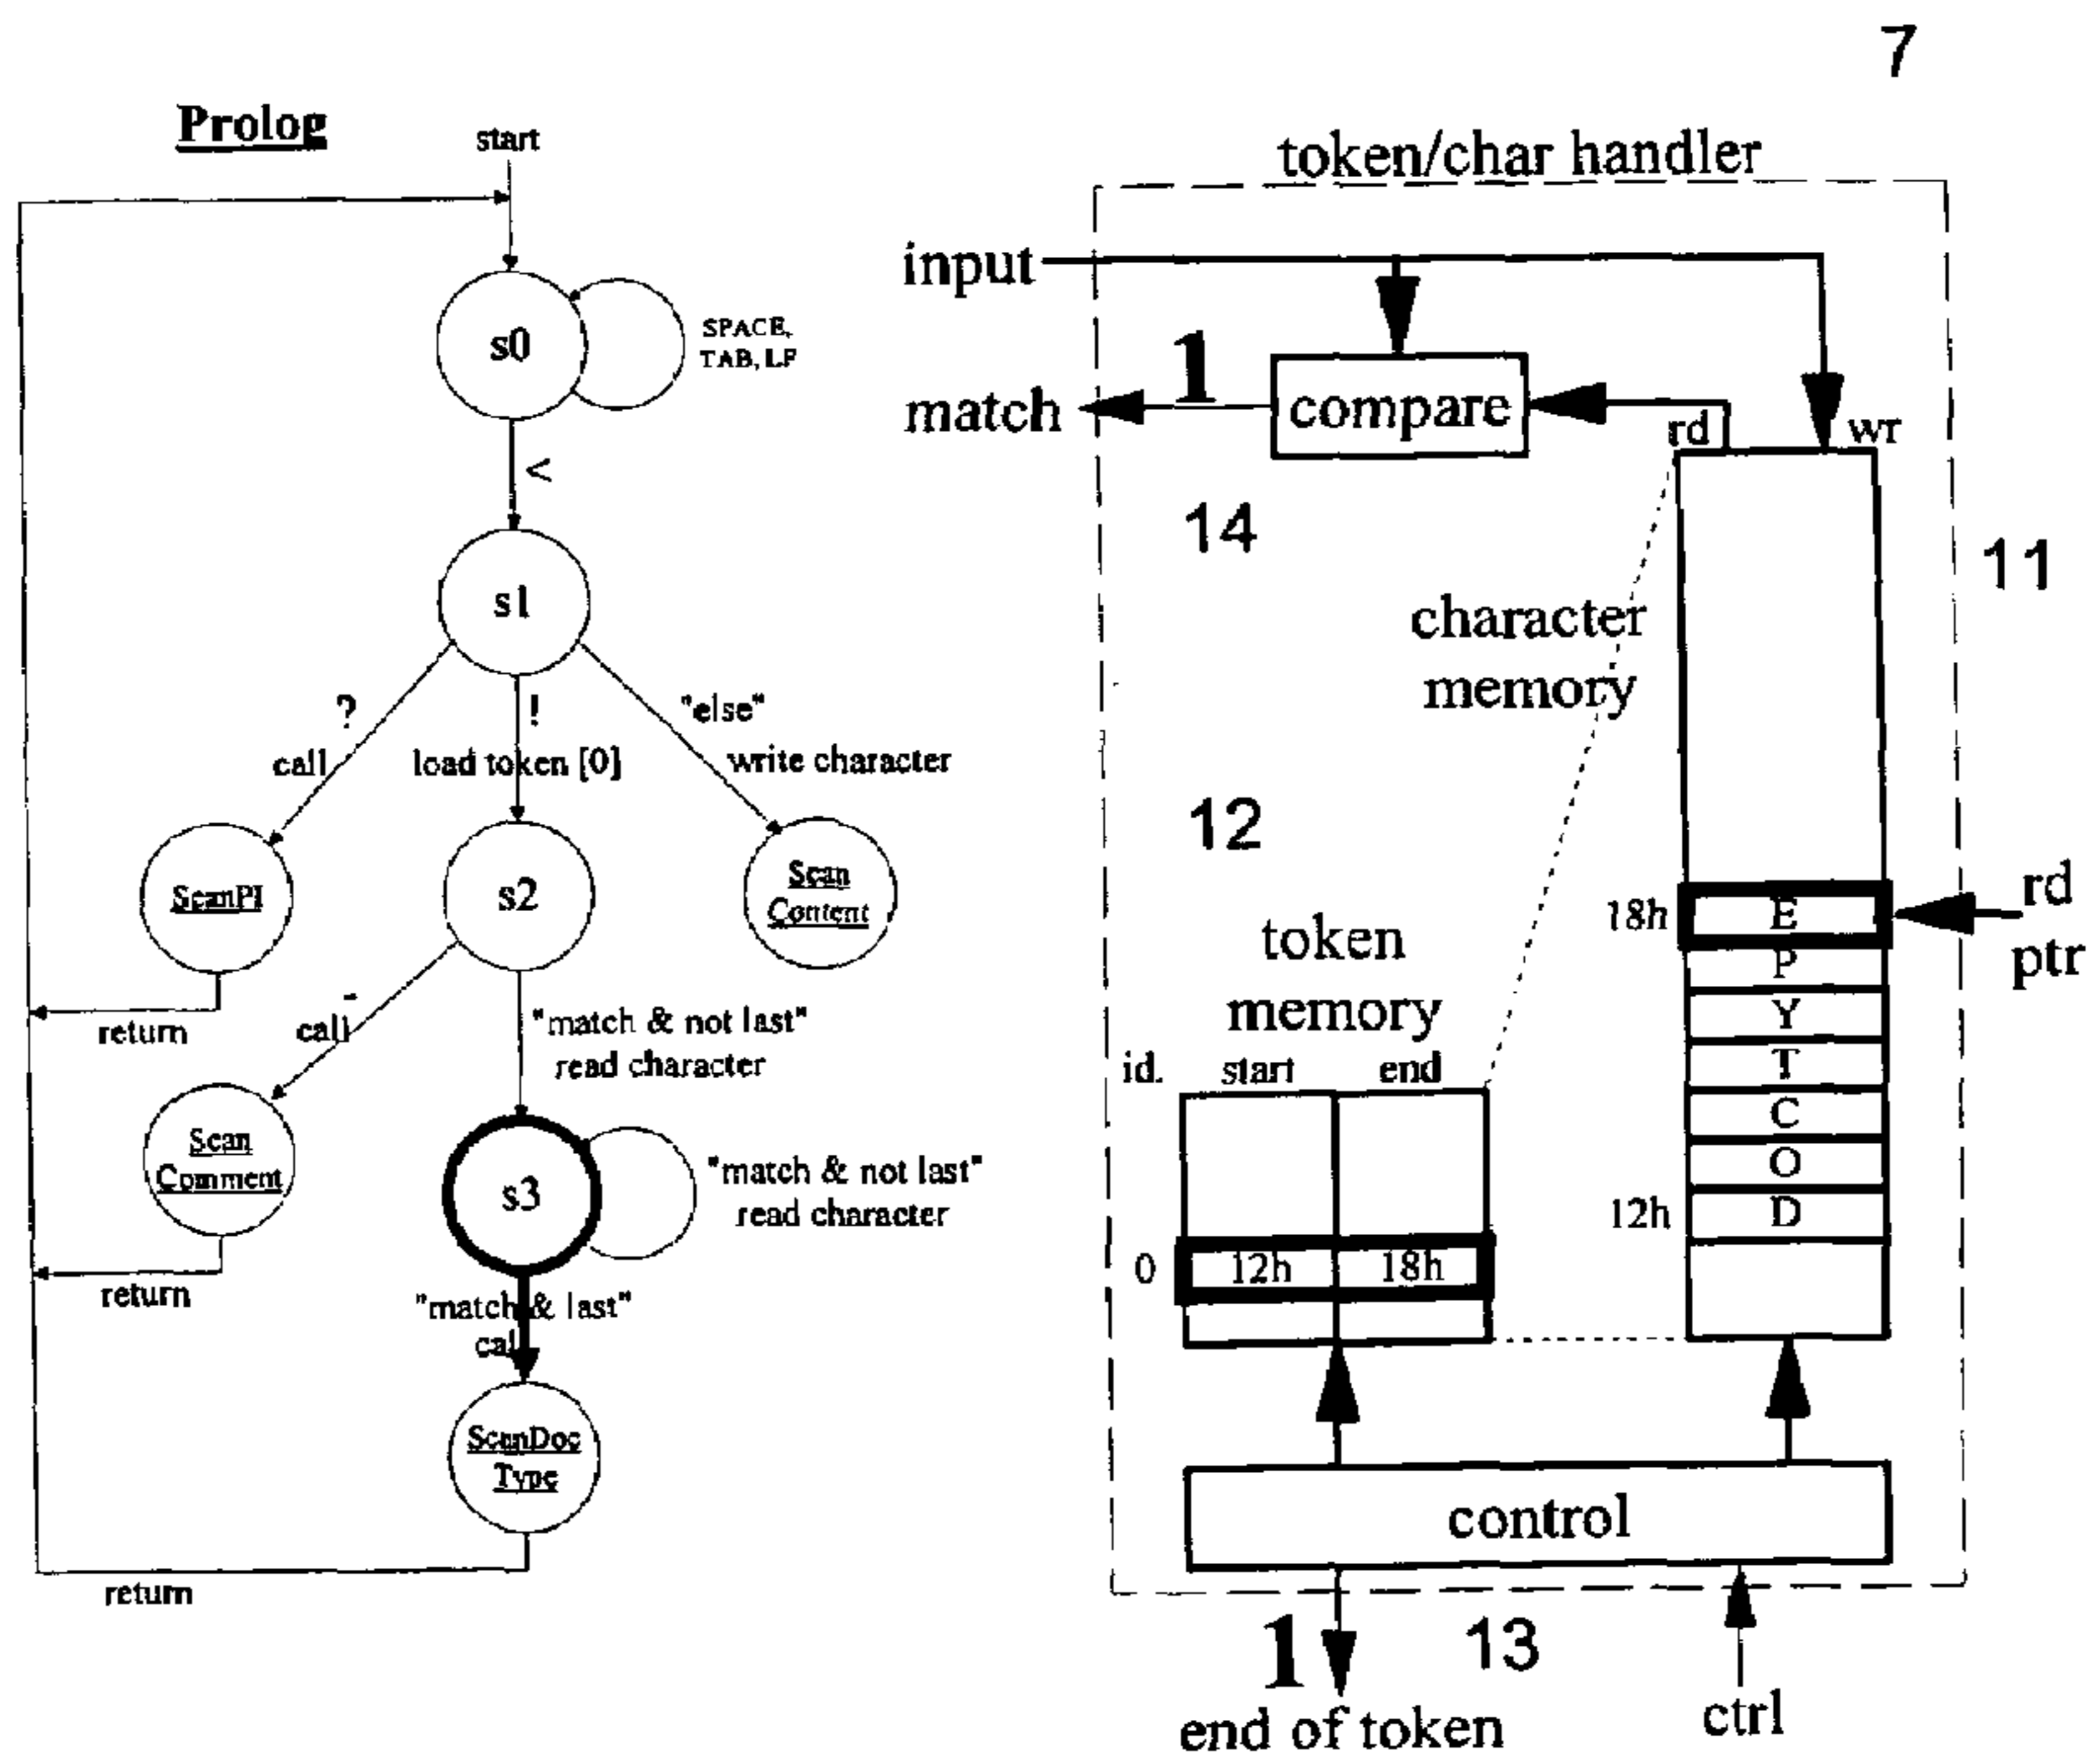 7
Prolog
start
s0
SPACE,
TAB, LF
<
s1
?
call
!
load token [0]
"else"
write character
ScanPI
s2
Scan
Content
return
-
call
"match & not last"
read character
Scan
Comment
s3
"match & not last"
read character
return
"match & last"
call
ScanDoc
Type
return
token/char handler
input
match
1
compare
rd
wr
14
11
character
memory
12
token
memory
id.
start
end
0
12h
18h
18h
E
rd
ptr
P
Y
T
C
O
12h
D
control
1
13
end of token
ctrl